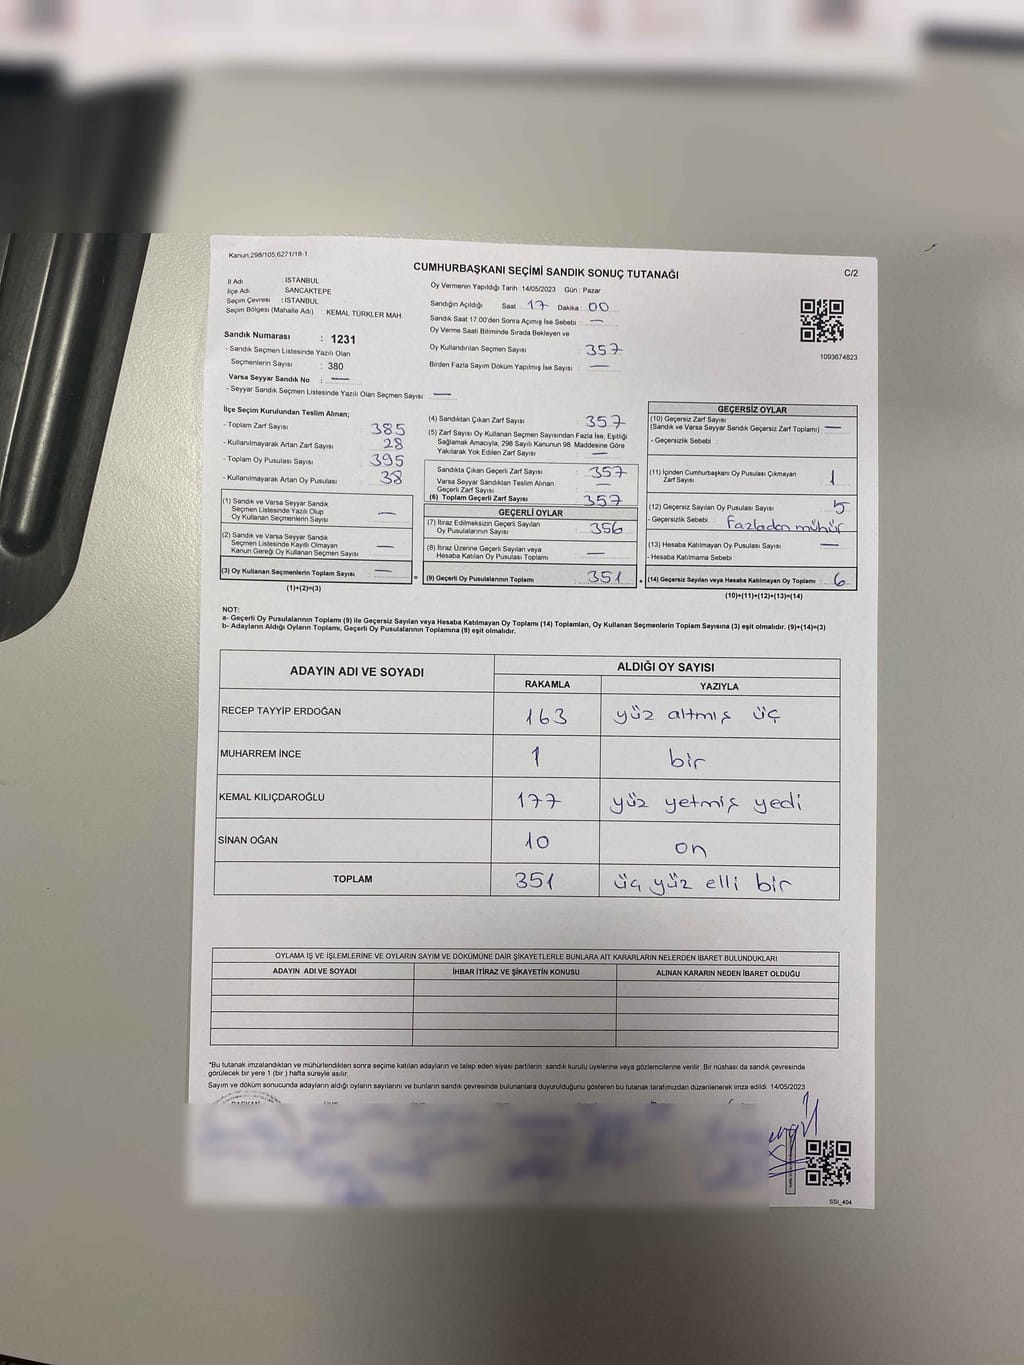 Kanun,298/105,6271/18-1
CUMHURBAŞKANI SEÇİMİ SANDIK SONUÇ TUTANAĞI
C/2
İl Adı : İSTANBUL
İlçe Adı : SANCAKTEPE
Seçim Çevresi : İSTANBUL
Seçim Bölgesi (Mahalle Adı) : KEMAL TÜRKLER MAH.
Sandık Numarası : 1231
- Sandık Seçmen Listesinde Yazılı Olan
Seçmenlerin Sayısı : 380
Varsa Seyyar Sandık No : —
- Seyyar Sandık Seçmen Listesinde Yazılı Olan Seçmen Sayısı : —
Oy Vermenin Yapıldığı Tarih : 14/05/2023 Gün : Pazar
Sandığın Açıldığı Saat : 17 Dakika : 00
Sandık Saat 17:00'den Sonra Açımış İse Sebebi : —
Oy Verme Saati Bitiminde Sırada Bekleyen ve
Oy Kullandırılan Seçmen Sayısı : 357
Birden Fazla Sayım Döküm Yapılmış İse Sayısı : —
1093674823
İlçe Seçim Kurulundan Teslim Alınan;
- Toplam Zarf Sayısı : 385
- Kullanılmayarak Artan Zarf Sayısı : 28
- Toplam Oy Pusulası Sayısı : 395
- Kullanılmayarak Artan Oy Pusulası : 38
(1) Sandık ve Varsa Seyyar Sandık
Seçmen Listesinde Yazılı Olup
Oy Kullanan Seçmenlerin Sayısı : —
(2) Sandık ve Varsa Seyyar Sandık
Seçmen Listesinde Kayıtlı Olmayan
Kanun Gereği Oy Kullanan Seçmen Sayısı : —
(3) Oy Kullanan Seçmenlerin Toplam Sayısı : —
(1)+(2)=(3)
=
(4) Sandıktan Çıkan Zarf Sayısı : 357
(5) Zarf Sayısı Oy Kullanan Seçmen Sayısından Fazla İse, Eşitliği
Sağlamak Amacıyla, 298 Sayılı Kanunun 98. Maddesine Göre
Yakılarak Yok Edilen Zarf Sayısı : —
Sandıkta Çıkan Geçerli Zarf Sayısı : 357
Varsa Seyyar Sandıktan Teslim Alınan
Geçerli Zarf Sayısı : —
(6) Toplam Geçerli Zarf Sayısı : 357
GEÇERLİ OYLAR
(7) İtiraz Edilmeksizin Geçerli Sayılan
Oy Pusulalarının Sayısı : 356
(8) İtiraz Üzerine Geçerli Sayılan veya
Hesaba Katılan Oy Pusulası Toplamı : —
(9) Geçerli Oy Pusulalarının Toplamı : 351
+
GEÇERSİZ OYLAR
(10) Geçersiz Zarf Sayısı
(Sandık ve Varsa Seyyar Sandık Geçersiz Zarf Toplamı) : —
- Geçersizlik Sebebi :
(11) İçinden Cumhurbaşkanı Oy Pusulası Çıkmayan
Zarf Sayısı : 1
(12) Geçersiz Sayılan Oy Pusulası Sayısı : 5
- Geçersizlik Sebebi : Fazladan mühür
(13) Hesaba Katılmayan Oy Pusulası Sayısı : —
- Hesaba Katılmama Sebebi :
(14) Geçersiz Sayılan veya Hesaba Katılmayan Oy Toplamı : 6
(10)+(11)+(12)+(13)=(14)
NOT:
a- Geçerli Oy Pusulalarının Toplamı (9) ile Geçersiz Sayılan veya Hesaba Katılmayan Oy Toplamı (14) Toplamları, Oy Kullanan Seçmenlerin Toplam Sayısına (3) eşit olmalıdır. (9)+(14)=(3)
b- Adayların Aldığı Oyların Toplamı, Geçerli Oy Pusulalarının Toplamına (9) eşit olmalıdır.
ADAYIN ADI VE SOYADI
ALDIĞI OY SAYISI
RAKAMLA YAZIYLA
RECEP TAYYİP ERDOĞAN 163 yüz altmış üç
MUHARREM İNCE 1 bir
KEMAL KILIÇDAROĞLU 177 yüz yetmiş yedi
SİNAN OĞAN 10 on
TOPLAM 351 üç yüz elli bir
OYLAMA İŞ VE İŞLEMLERİNE VE OYLARIN SAYIM VE DÖKÜMÜNE DAİR ŞİKAYETLERLE BUNLARA AİT KARARLARIN NELERDEN İBARET BULUNDUKLARI
ADAYIN ADI VE SOYADI İHBAR İTİRAZ VE ŞİKAYETİN KONUSU ALINAN KARARIN NEDEN İBARET OLDUĞU
*Bu tutanak imzalandıktan ve mühürlendikten sonra seçime katılan adayların ve talep eden siyasi partilerin sandık kurulu üyelerine veya gözlemcilerine verilir. Bir nüshası da sandık çevresinde
görülecek bir yere 1 (bir ) hafta süreyle asılır.
Sayım ve döküm sonucunda adayların aldığı oyların sayılarını ve bunların sandık çevresinde bulunanlara duyurulduğunu gösteren bu tutanak tarafımızdan düzenlenerek imza edildi. 14/05/2023
SSI_404